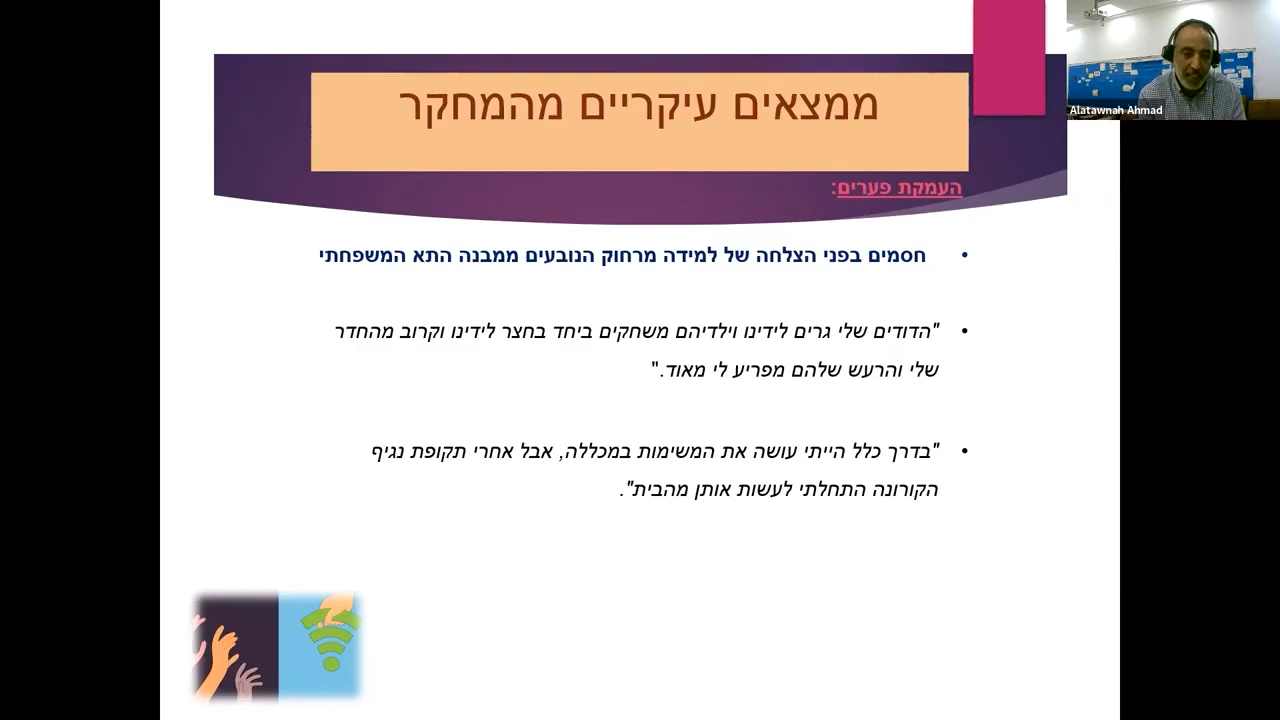 ממצאים עיקריים מהמחקר
Alatawnah Ahmad
העמקת פערים:
• חסמים בפני הצלחה של למידה מרחוק הנובעים ממבנה התא המשפחתי
• "הדודים שלי גרים לידינו וילדיהם משחקים ביחד בחצר לידינו וקרוב מהחדר
שלי והרעש שלהם מפריע לי מאוד."
• "בדרך כלל הייתי עושה את המשימות במכללה, אבל אחרי תקופת נגיף
הקורונה התחלתי לעשות אותן מהבית".